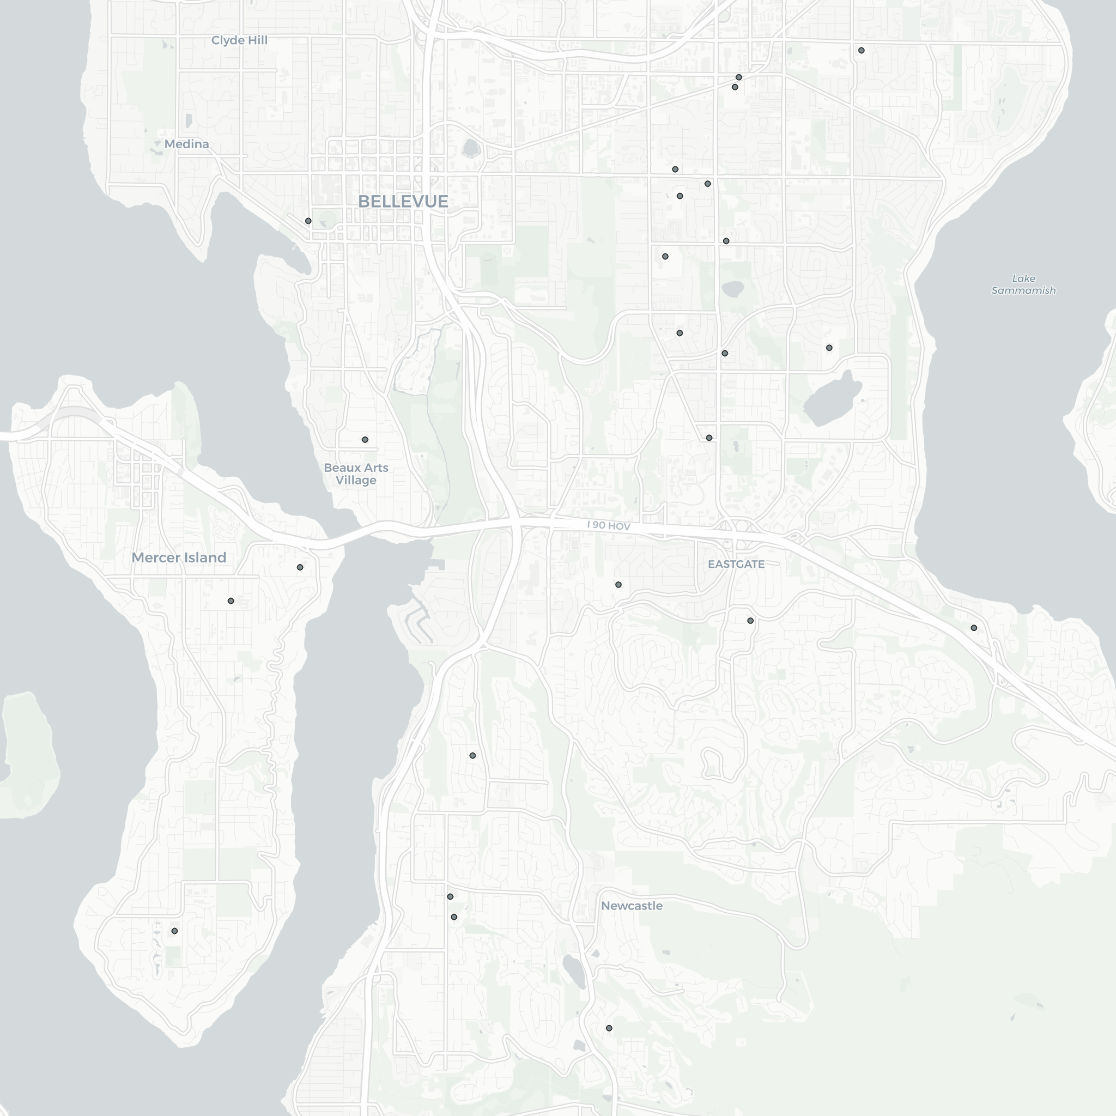 Clyde Hill
Medina
BELLEVUE
Lake
Sammamish
Beaux Arts
Village
I 90 HOV
Mercer Island
EASTGATE
Newcastle